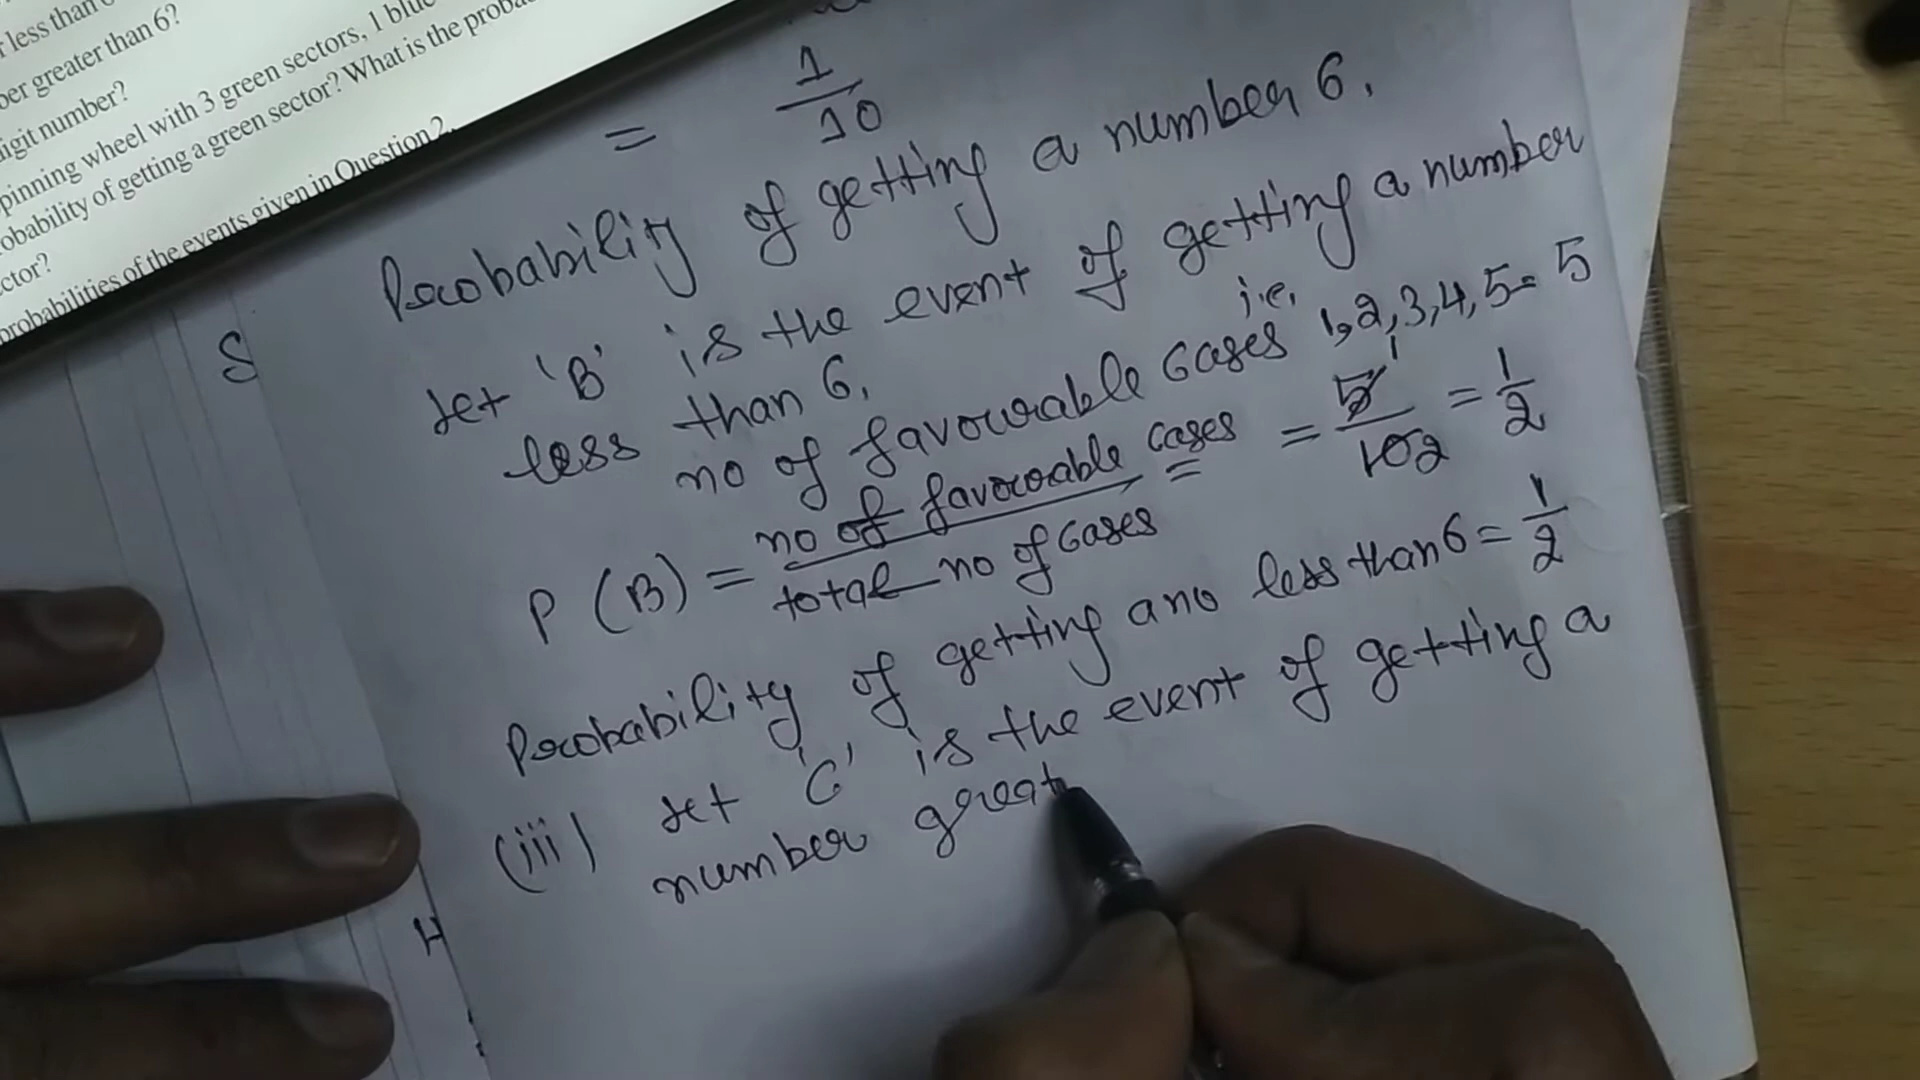 less than
ber greater than 6?
digit number?
pinning wheel with 3 green sectors, 1 blue
obability of getting a green sector? What is the proba
ctor?
probabilities of the events given in Question 2.
= 1/10
Probability of getting a number 6.
Let 'B' is the event of getting a number
less than 6.
i.e.
no of favourable cases 1,2,3,4,5 = 5
P (B) = no of favourable cases / total no of cases = 5/10 = 1/2
Probability of getting a no less than 6 = 1/2
(iii) Let 'C' is the event of getting a
number great
S
H